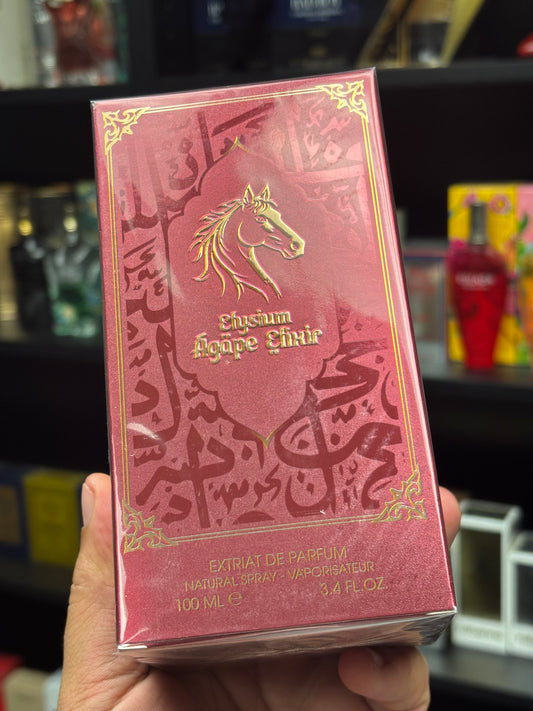 Elysium
Agape Elixir
EXTRIAT DE PARFUM
NATURAL SPRAY - VAPORISATEUR
100 ML ℮ 3.4 FL.OZ.